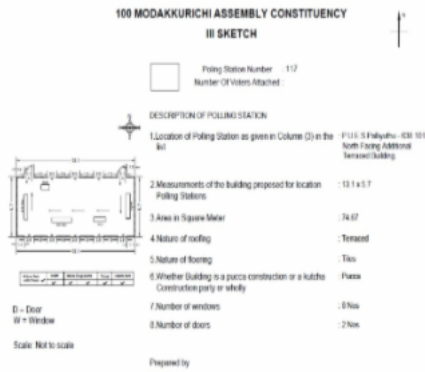 100 MODAKKURICHI ASSEMBLY CONSTITUENCY
III SKETCH
N
Polling Station Number : 117
Number Of Voters Attached :
DESCRIPTION OF POLLING STATION
1.Location of Polling Station as given in Column (3) in the list
: P.U.E.S - 638 101
North Facing Additional
Terraced Building.
2.Measurements of the building proposed for location Polling Stations
: 13.1 x 5.7
3.Area in Square Meter
: 74.67
4.Nature of roofing
: Terraced
5.Nature of flooring
: Tiles
6.Whether Building is a pucca construction or a kutcha Construction party or wholly
: Pucca
7.Number of windows
: 8 Nos
8.Number of doors
: 2 Nos
D - Door
W = Window
Scale: Not to scale
Prepared by